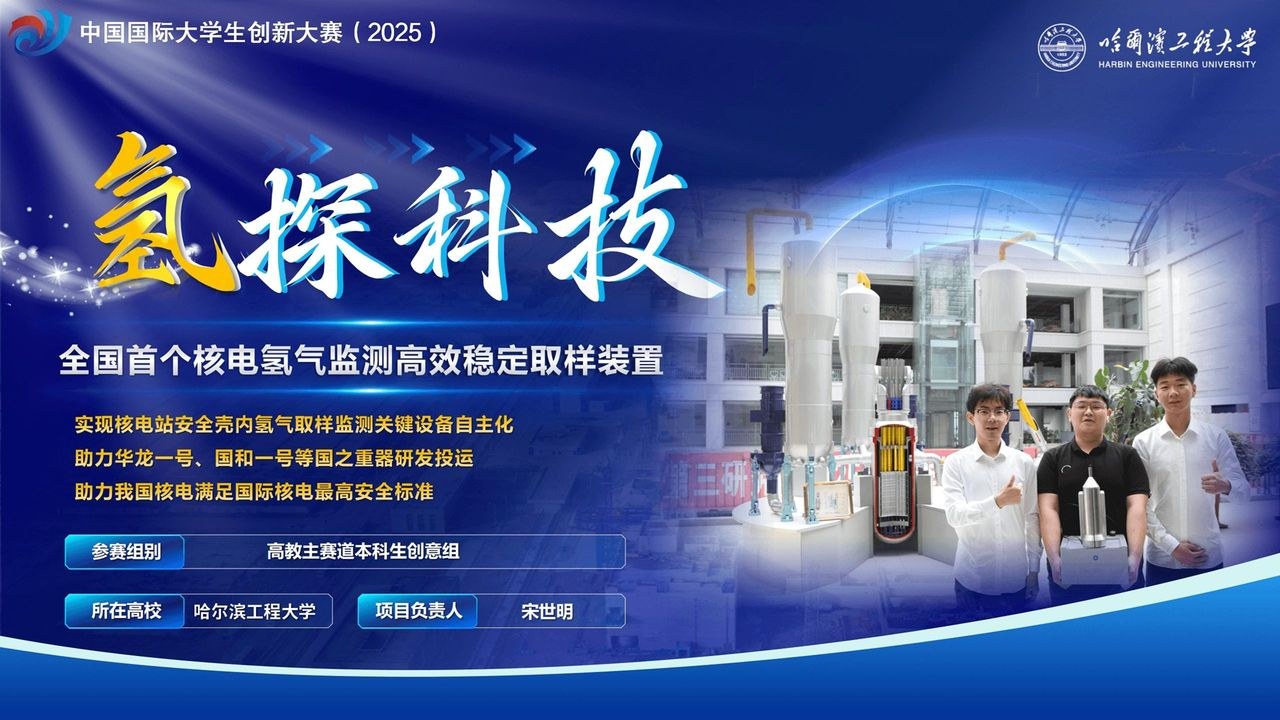 中国国际大学生创新大赛（2025）
哈尔滨工程大学
HARBIN ENGINEERING UNIVERSITY
氢探科技
全国首个核电氢气监测高效稳定取样装置
实现核电站安全壳内氢气取样监测关键设备自主化
助力华龙一号、国和一号等国之重器研发投运
助力我国核电满足国际核电最高安全标准
第三研
参赛组别 高教主赛道本科生创意组
所在高校 哈尔滨工程大学 项目负责人 宋世明